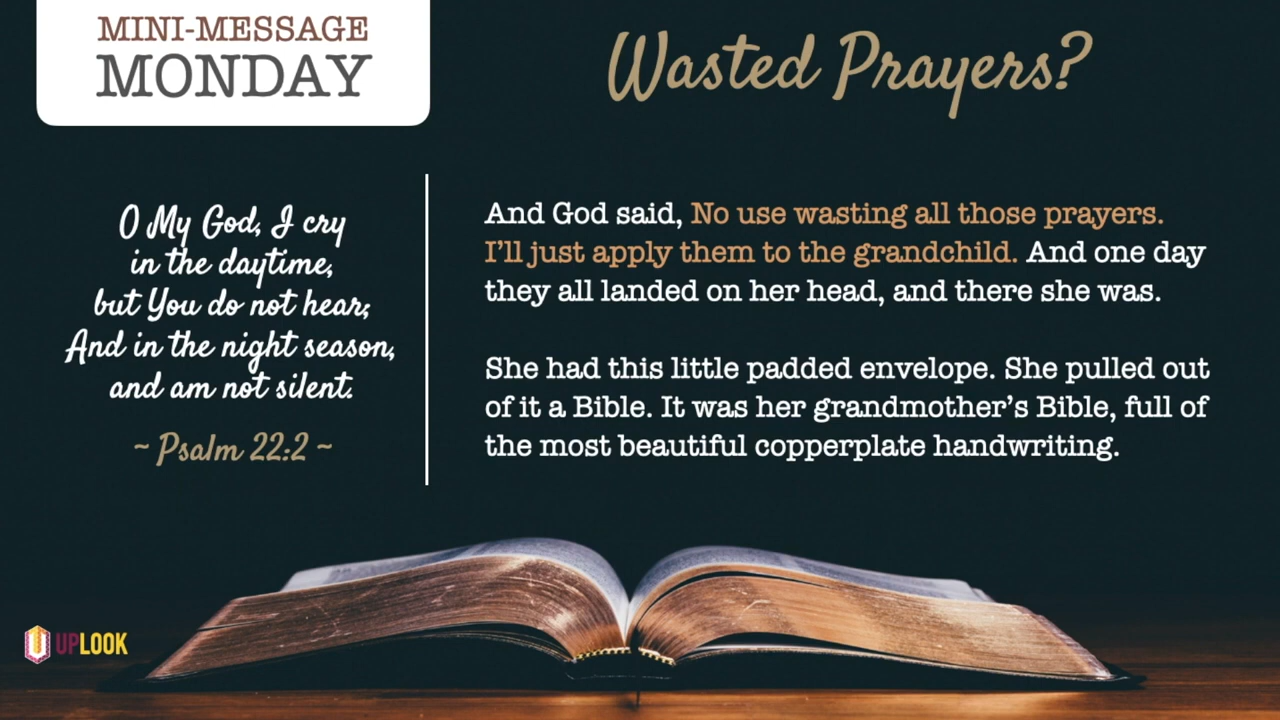 MINI-MESSAGE
MONDAY
Wasted Prayers?
O My God, I cry
in the daytime,
but You do not hear;
And in the night season,
and am not silent.
~ Psalm 22:2 ~
And God said, No use wasting all those prayers.
I'll just apply them to the grandchild. And one day
they all landed on her head, and there she was.
She had this little padded envelope. She pulled out
of it a Bible. It was her grandmother's Bible, full of
the most beautiful copperplate handwriting.
UPLOOK